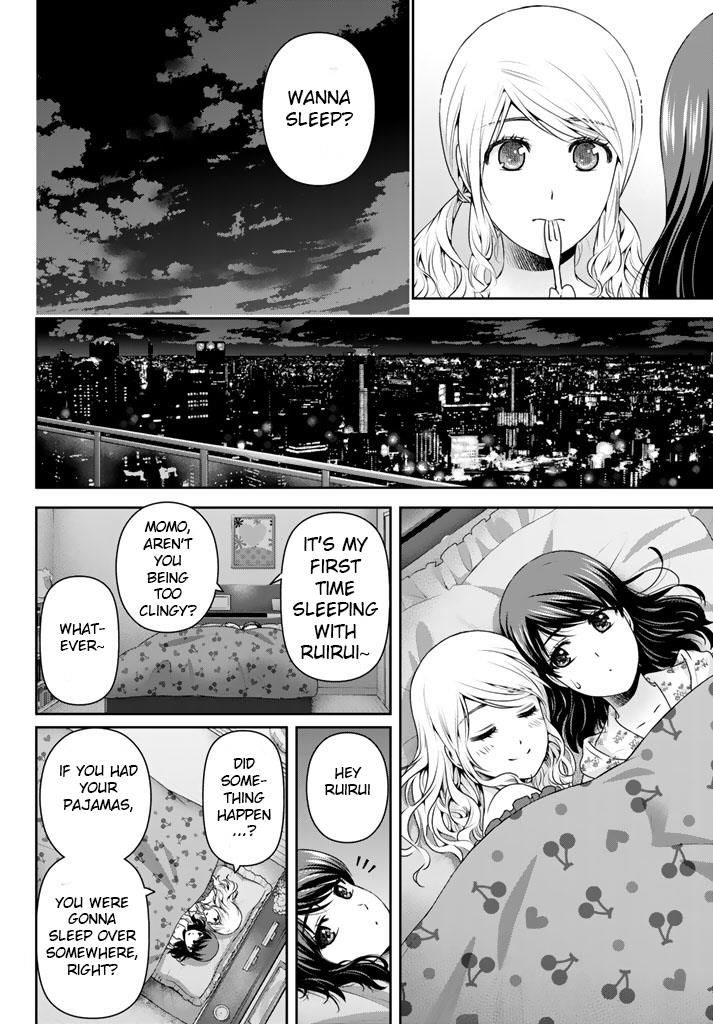 WANNA
SLEEP?
IT'S MY
FIRST
TIME
SLEEPING
WITH
RUIRUI~
MOMO,
AREN'T
YOU
BEING
TOO
CLINGY?
WHAT-
EVER~
HEY
RUIRUI
DID
SOME-
THING
HAPPEN
...?
IF YOU HAD
YOUR
PAJAMAS,
YOU WERE
GONNA
SLEEP OVER
SOMEWHERE,
RIGHT?